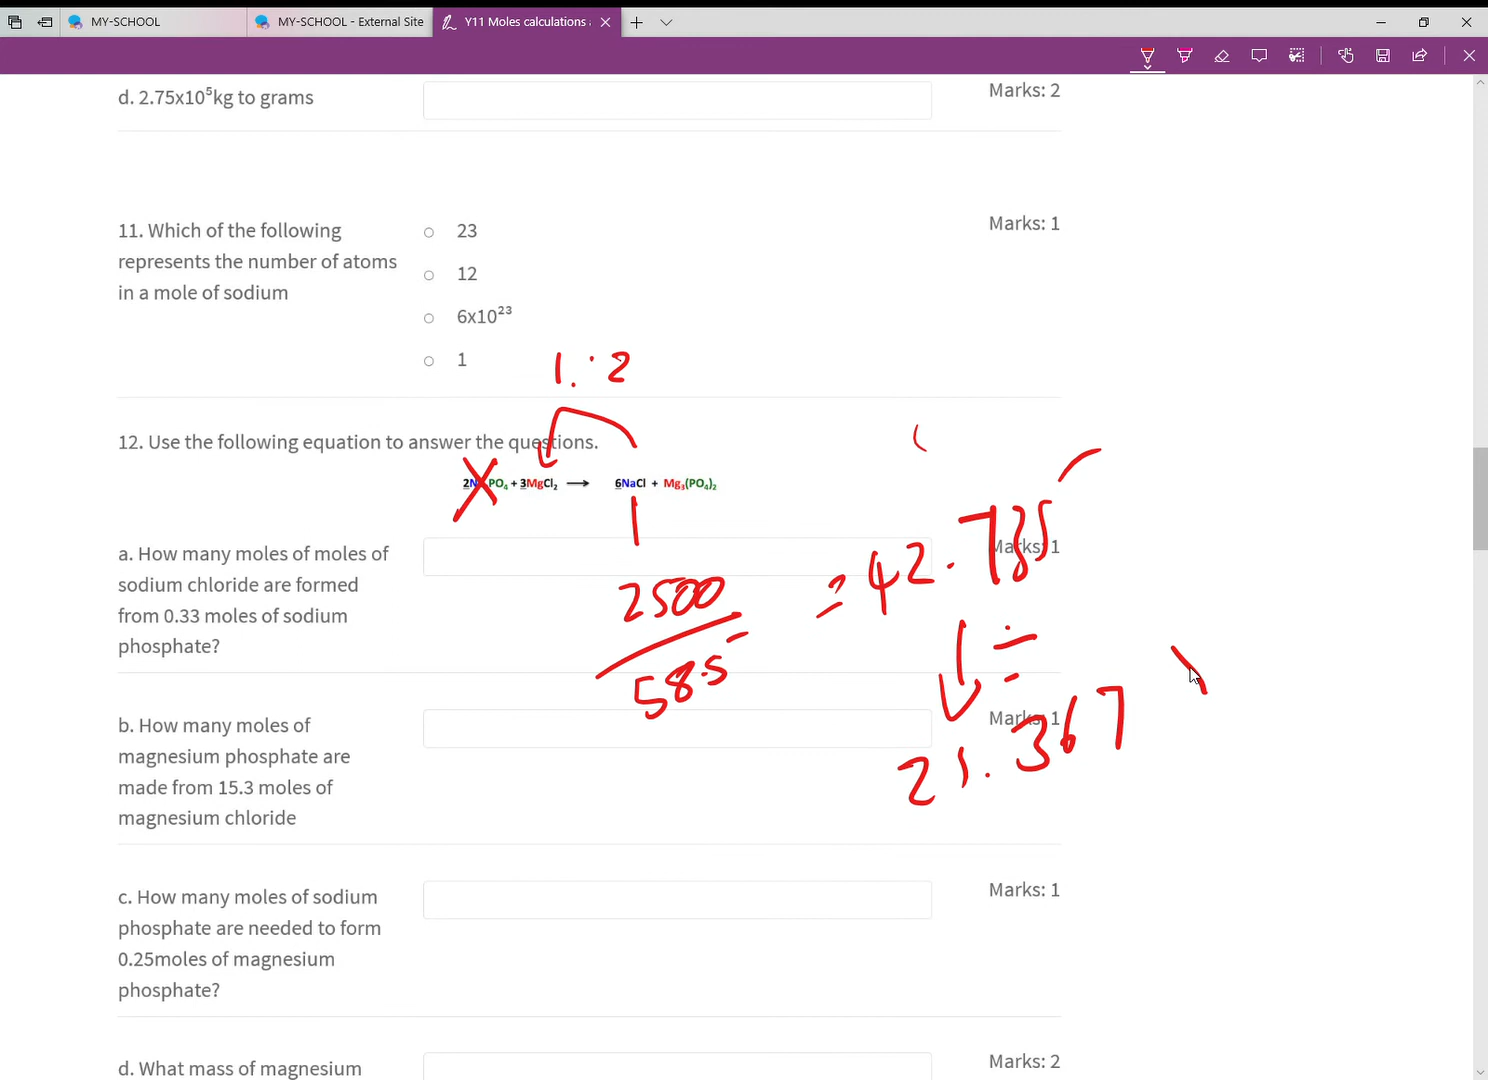 MY-SCHOOL
MY-SCHOOL - External Site
Y11 Moles calculations
d. 2.75x10⁵kg to grams
Marks: 2
11. Which of the following
represents the number of atoms
in a mole of sodium
23
12
6x10²³
1
Marks: 1
1 : 2
12. Use the following equation to answer the questions.
2N PO₄ + 3MgCl₂ → 6NaCl + Mg₃(PO₄)₂
a. How many moles of moles of
sodium chloride are formed
from 0.33 moles of sodium
phosphate?
Marks: 1
2500
58.5
= 42.735
÷
21.367
b. How many moles of
magnesium phosphate are
made from 15.3 moles of
magnesium chloride
Marks: 1
c. How many moles of sodium
phosphate are needed to form
0.25moles of magnesium
phosphate?
Marks: 1
d. What mass of magnesium
Marks: 2